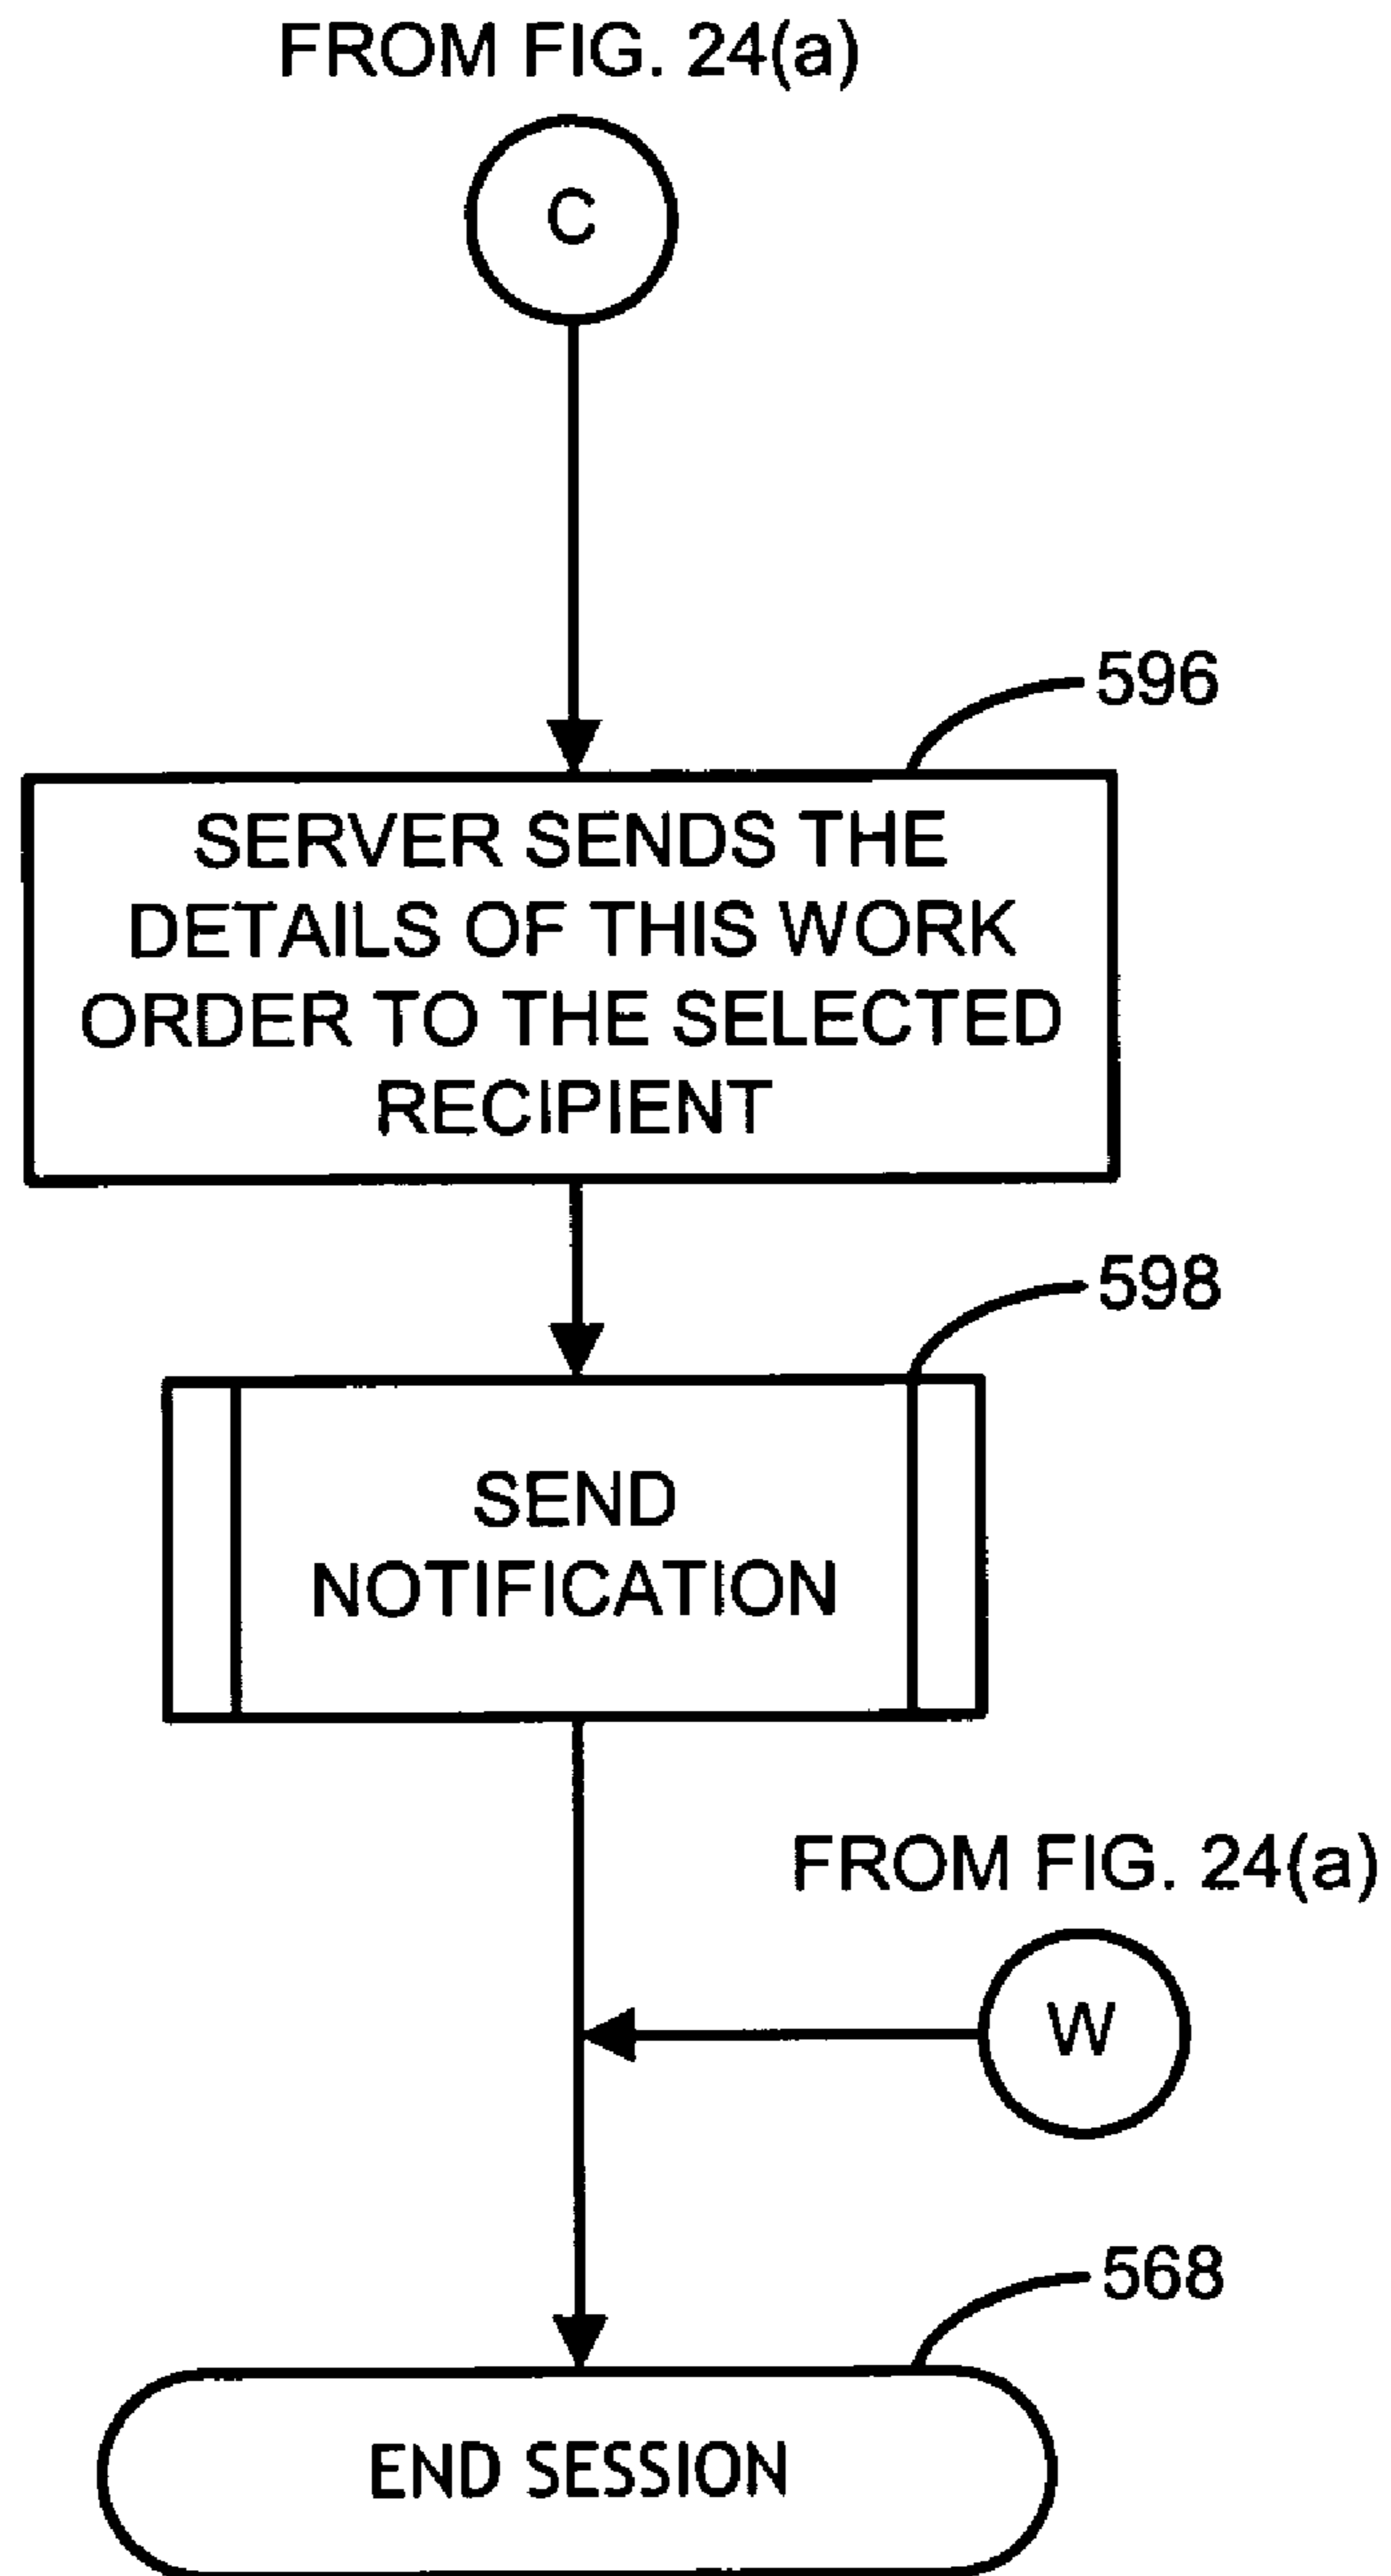 FROM FIG. 24(a)
C
596
SERVER SENDS THE
DETAILS OF THIS WORK
ORDER TO THE SELECTED
RECIPIENT
598
SEND
NOTIFICATION
FROM FIG. 24(a)
W
568
END SESSION